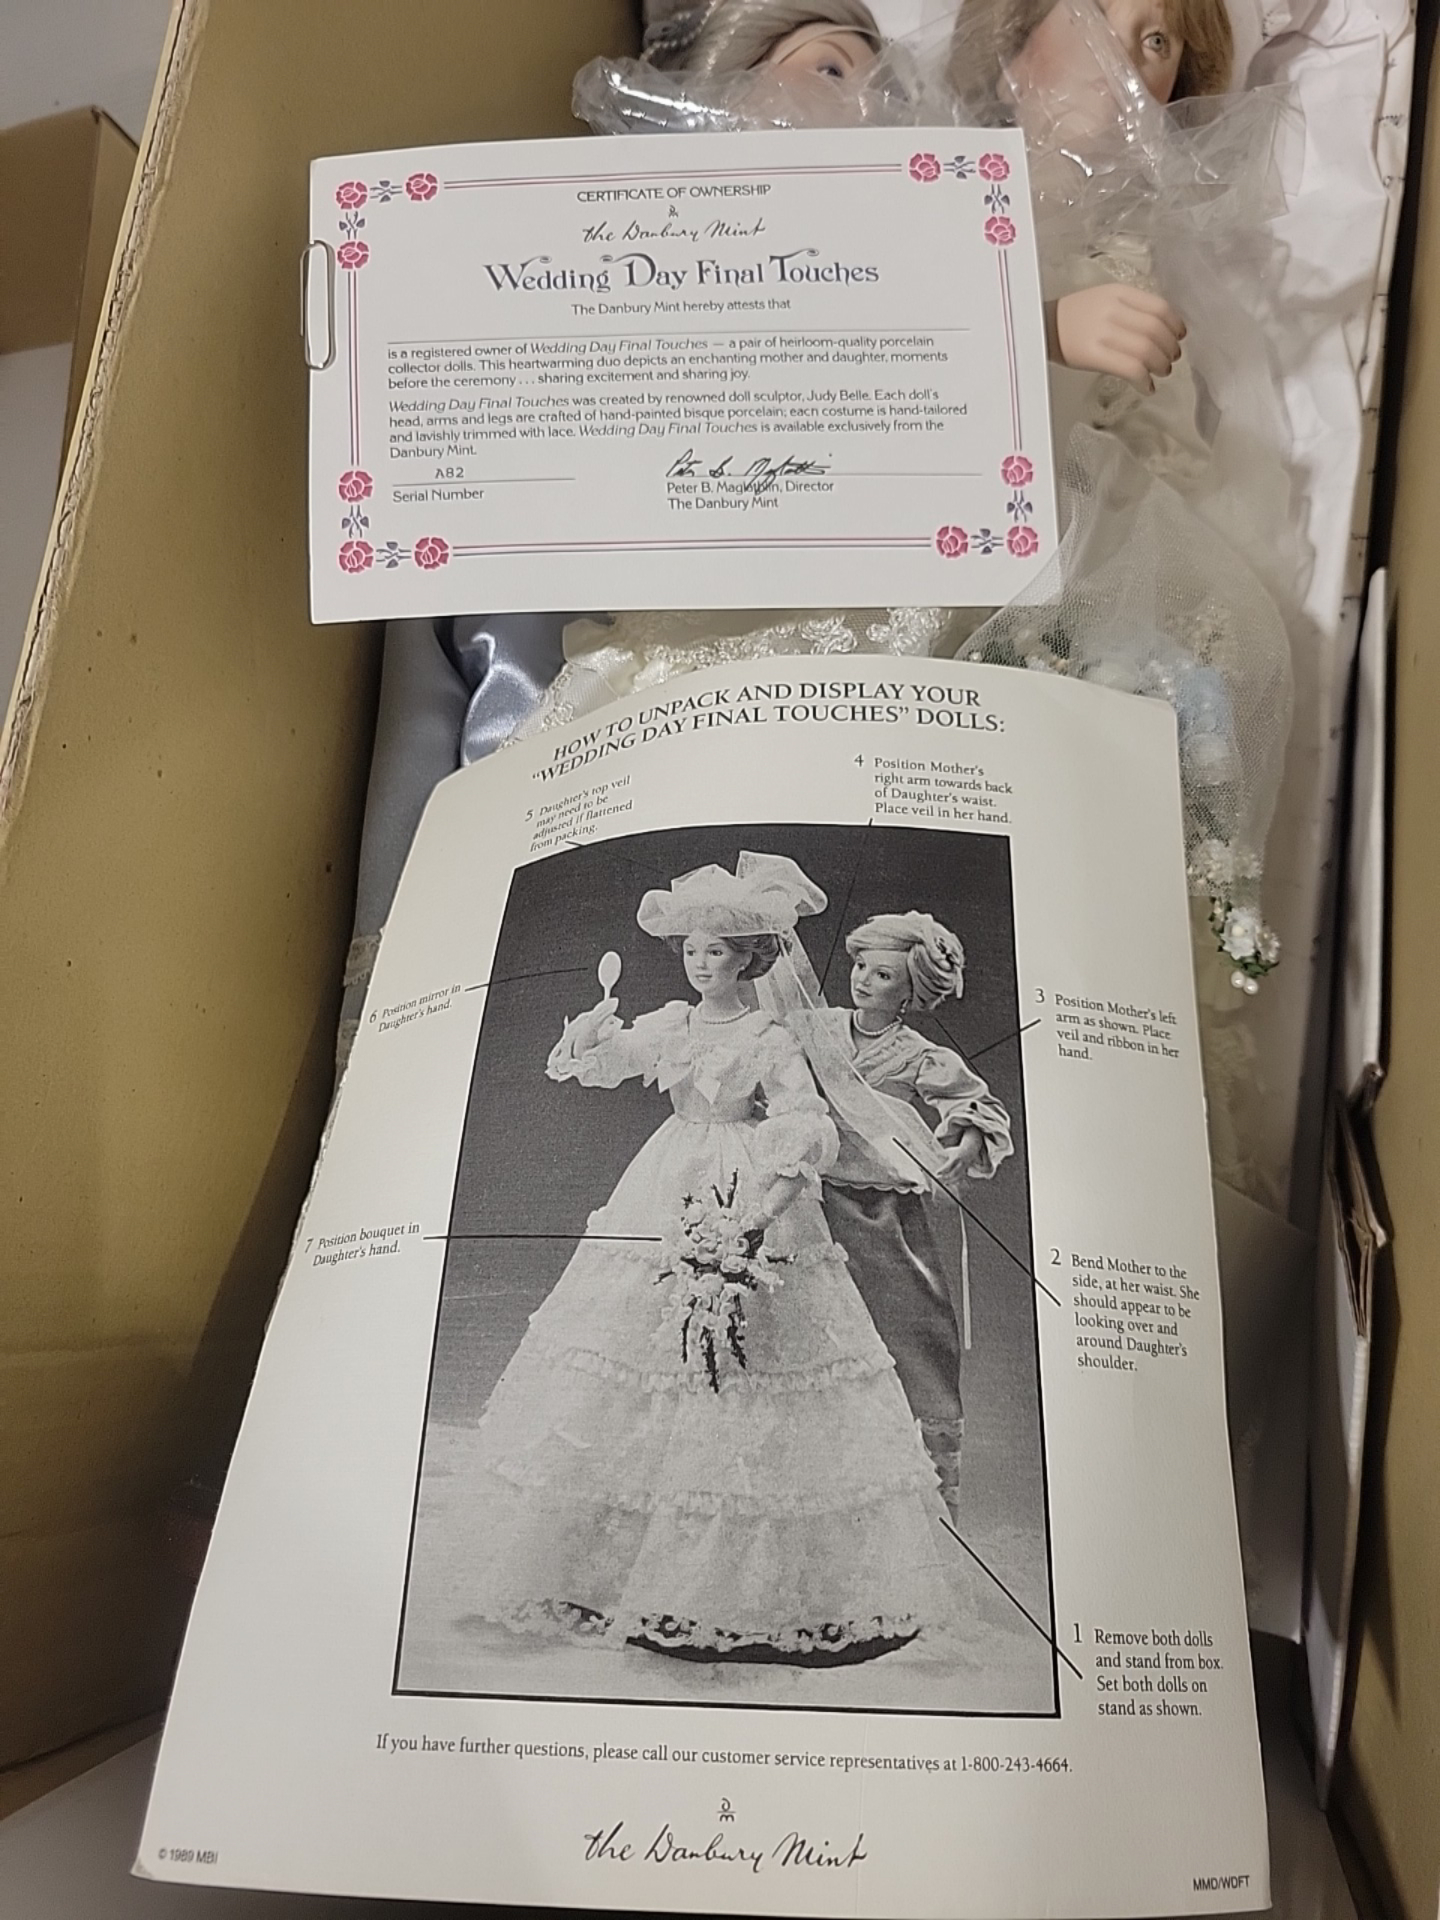 CERTIFICATE OF OWNERSHIP
the Danbury Mint
Wedding Day Final Touches
The Danbury Mint hereby attests that
is a registered owner of Wedding Day Final Touches — a pair of heirloom-quality porcelain
collector dolls. This heartwarming duo depicts an enchanting mother and daughter, moments
before the ceremony . . . sharing excitement and sharing joy.
Wedding Day Final Touches was created by renowned doll sculptor, Judy Belle. Each doll's
head, arms and legs are crafted of hand-painted bisque porcelain; each costume is hand-tailored
and lavishly trimmed with lace. Wedding Day Final Touches is available exclusively from the
Danbury Mint.
A82
Serial Number
Peter B. Maglathlin, Director
The Danbury Mint
HOW TO UNPACK AND DISPLAY YOUR
"WEDDING DAY FINAL TOUCHES" DOLLS:
5 Daughter's top veil
may need to be
adjusted if flattened
from packing.
4 Position Mother's
right arm towards back
of Daughter's waist.
Place veil in her hand.
6 Position mirror in
Daughter's hand.
3 Position Mother's left
arm as shown. Place
veil and ribbon in her
hand.
7 Position bouquet in
Daughter's hand.
2 Bend Mother to the
side, at her waist. She
should appear to be
looking over and
around Daughter's
shoulder.
1 Remove both dolls
and stand from box.
Set both dolls on
stand as shown.
If you have further questions, please call our customer service representatives at 1-800-243-4664.
the Danbury Mint
© 1989 MBI
MMD/WDFT